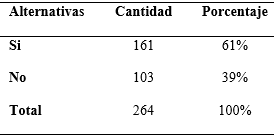 Alternativas Cantidad Porcentaje
Si 161 61%
No 103 39%
Total 264 100%